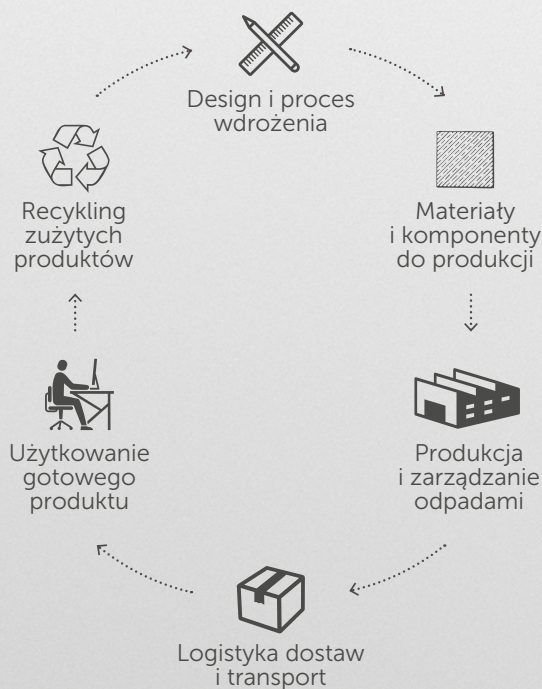 Design i proces
wdrożenia
Materiały
i komponenty
do produkcji
Produkcja
i zarządzanie
odpadami
Logistyka dostaw
i transport
Użytkowanie
gotowego
produktu
Recykling
zużytych
produktów